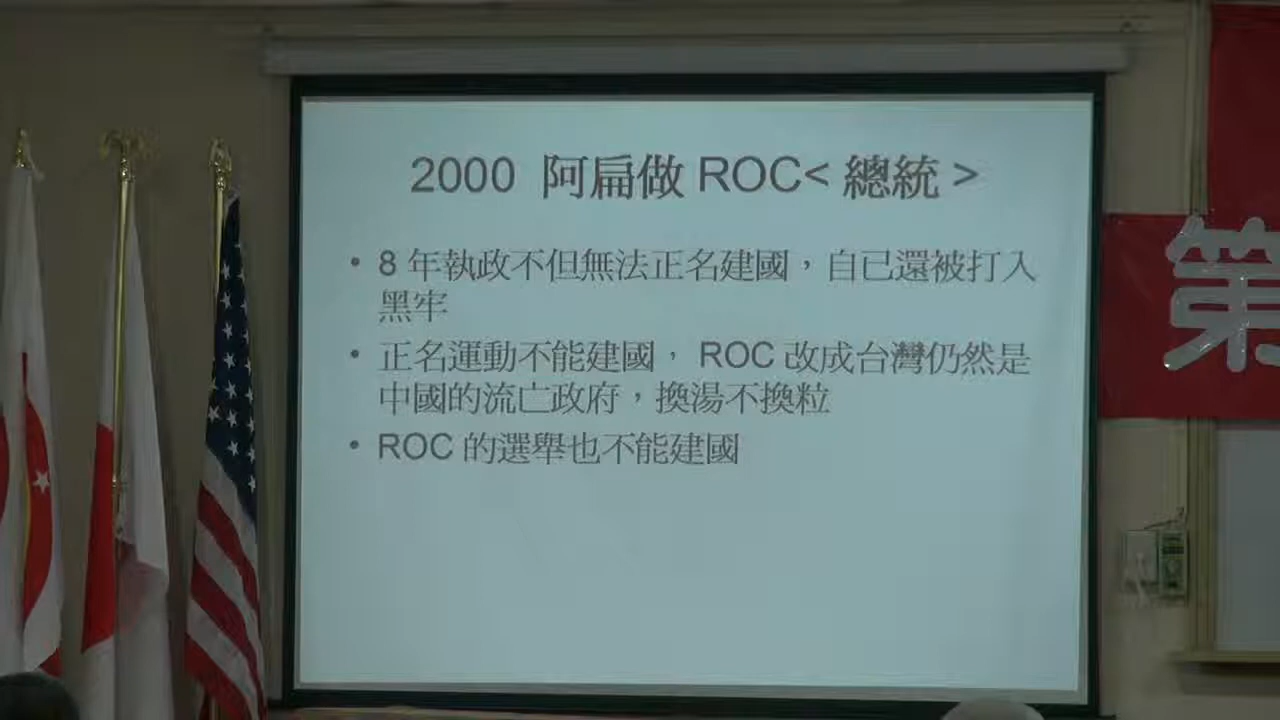 2000 阿扁做 ROC< 總統 >
• 8 年執政不但無法正名建國，自已還被打入
黑牢
• 正名運動不能建國， ROC 改成台灣仍然是
中國的流亡政府，換湯不換粒
• ROC 的選舉也不能建國
第